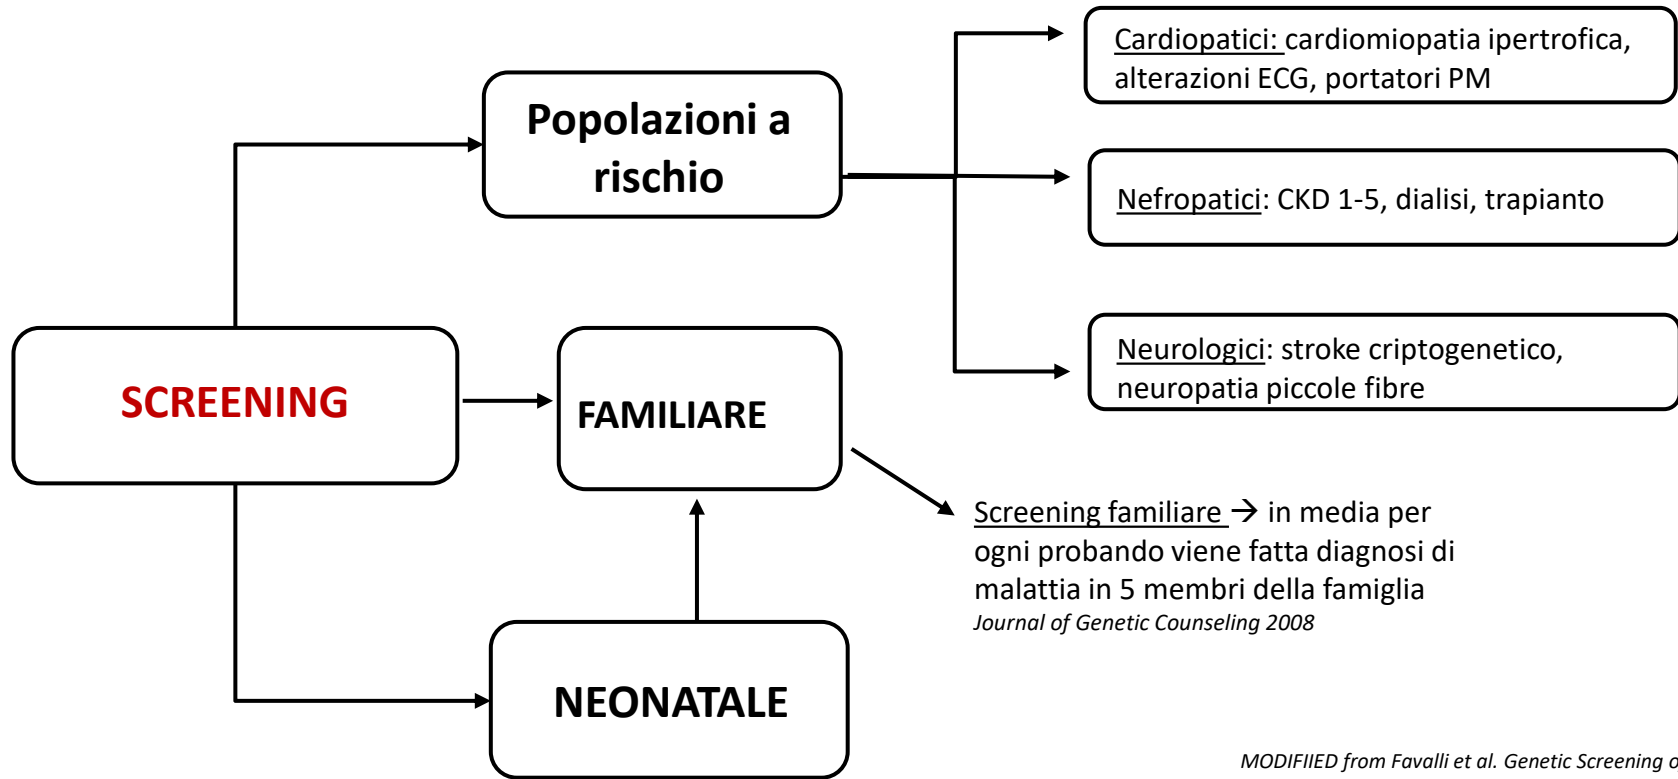 Popolazioni a
rischio
Cardiopatici: cardiomiopatia ipertrofica,
alterazioni ECG, portatori PM
Nefropatici: CKD 1-5, dialisi, trapianto
Neurologici: stroke criptogenetico,
neuropatia piccole fibre
SCREENING
FAMILIARE
Screening familiare → in media per
ogni probando viene fatta diagnosi di
malattia in 5 membri della famiglia
Journal of Genetic Counseling 2008
NEONATALE
MODIFIIED from Favalli et al. Genetic Screening o